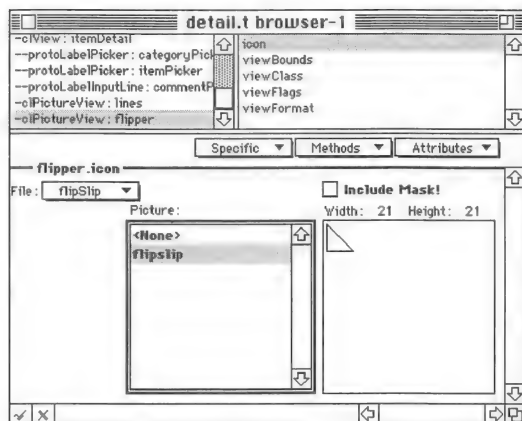 detail.t browser-1
-clView: itemDetail
--protoLabelPicker: categoryPick
--protoLabelPicker: itemPicker
--protoLabelInputLine: commentP
-clPictureView: lines
-clPictureView: flipper
icon
viewBounds
viewClass
viewFlags
viewFormat
Specific
Methods
Attributes
flipper.icon
File: flipSlip
Include Mask!
Picture:
Width: 21 Height: 21
<None>
flipslip